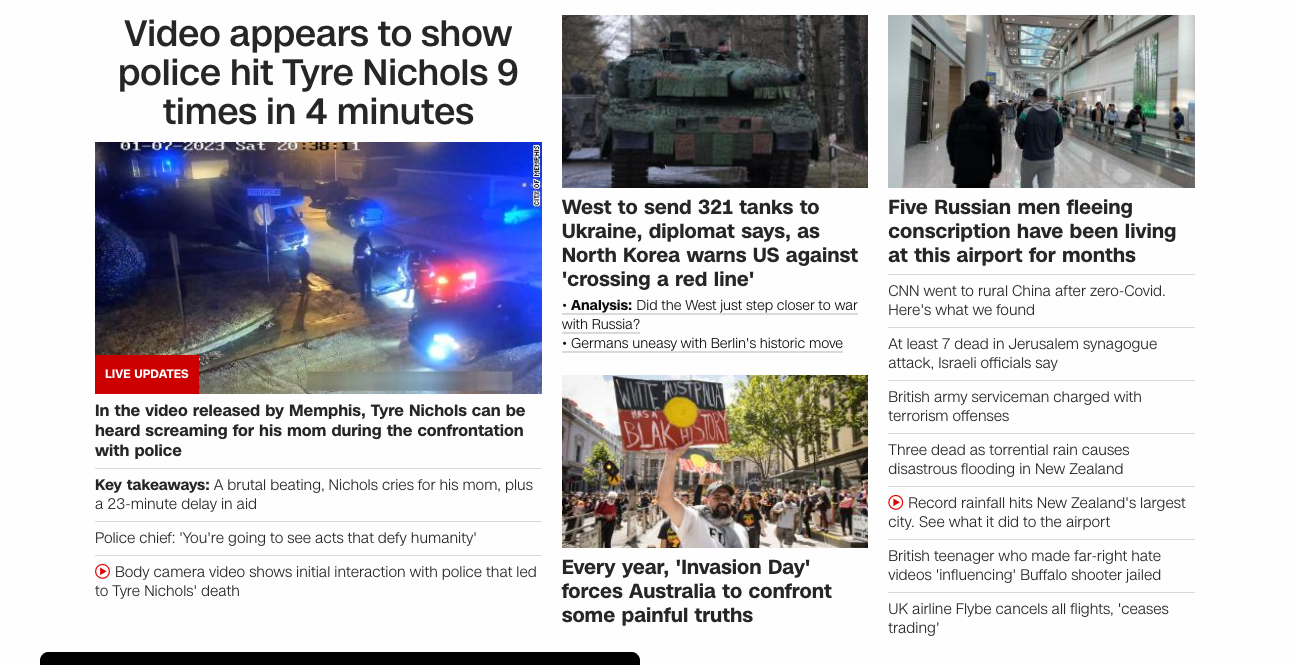 Video appears to show
police hit Tyre Nichols 9
times in 4 minutes
01-07-2023 Sat 20:38:11
CITY OF MEMPHIS
LIVE UPDATES
In the video released by Memphis, Tyre Nichols can be
heard screaming for his mom during the confrontation
with police
Key takeaways: A brutal beating, Nichols cries for his mom, plus
a 23-minute delay in aid
Police chief: 'You're going to see acts that defy humanity'
Body camera video shows initial interaction with police that led
to Tyre Nichols' death
West to send 321 tanks to
Ukraine, diplomat says, as
North Korea warns US against
'crossing a red line'
• Analysis: Did the West just step closer to war
with Russia?
• Germans uneasy with Berlin's historic move
WHITE AUSTRALIA
HAS A
BLAK HISTORY
Every year, 'Invasion Day'
forces Australia to confront
some painful truths
Five Russian men fleeing
conscription have been living
at this airport for months
CNN went to rural China after zero-Covid.
Here's what we found
At least 7 dead in Jerusalem synagogue
attack, Israeli officials say
British army serviceman charged with
terrorism offenses
Three dead as torrential rain causes
disastrous flooding in New Zealand
Record rainfall hits New Zealand's largest
city. See what it did to the airport
British teenager who made far-right hate
videos 'influencing' Buffalo shooter jailed
UK airline Flybe cancels all flights, 'ceases
trading'